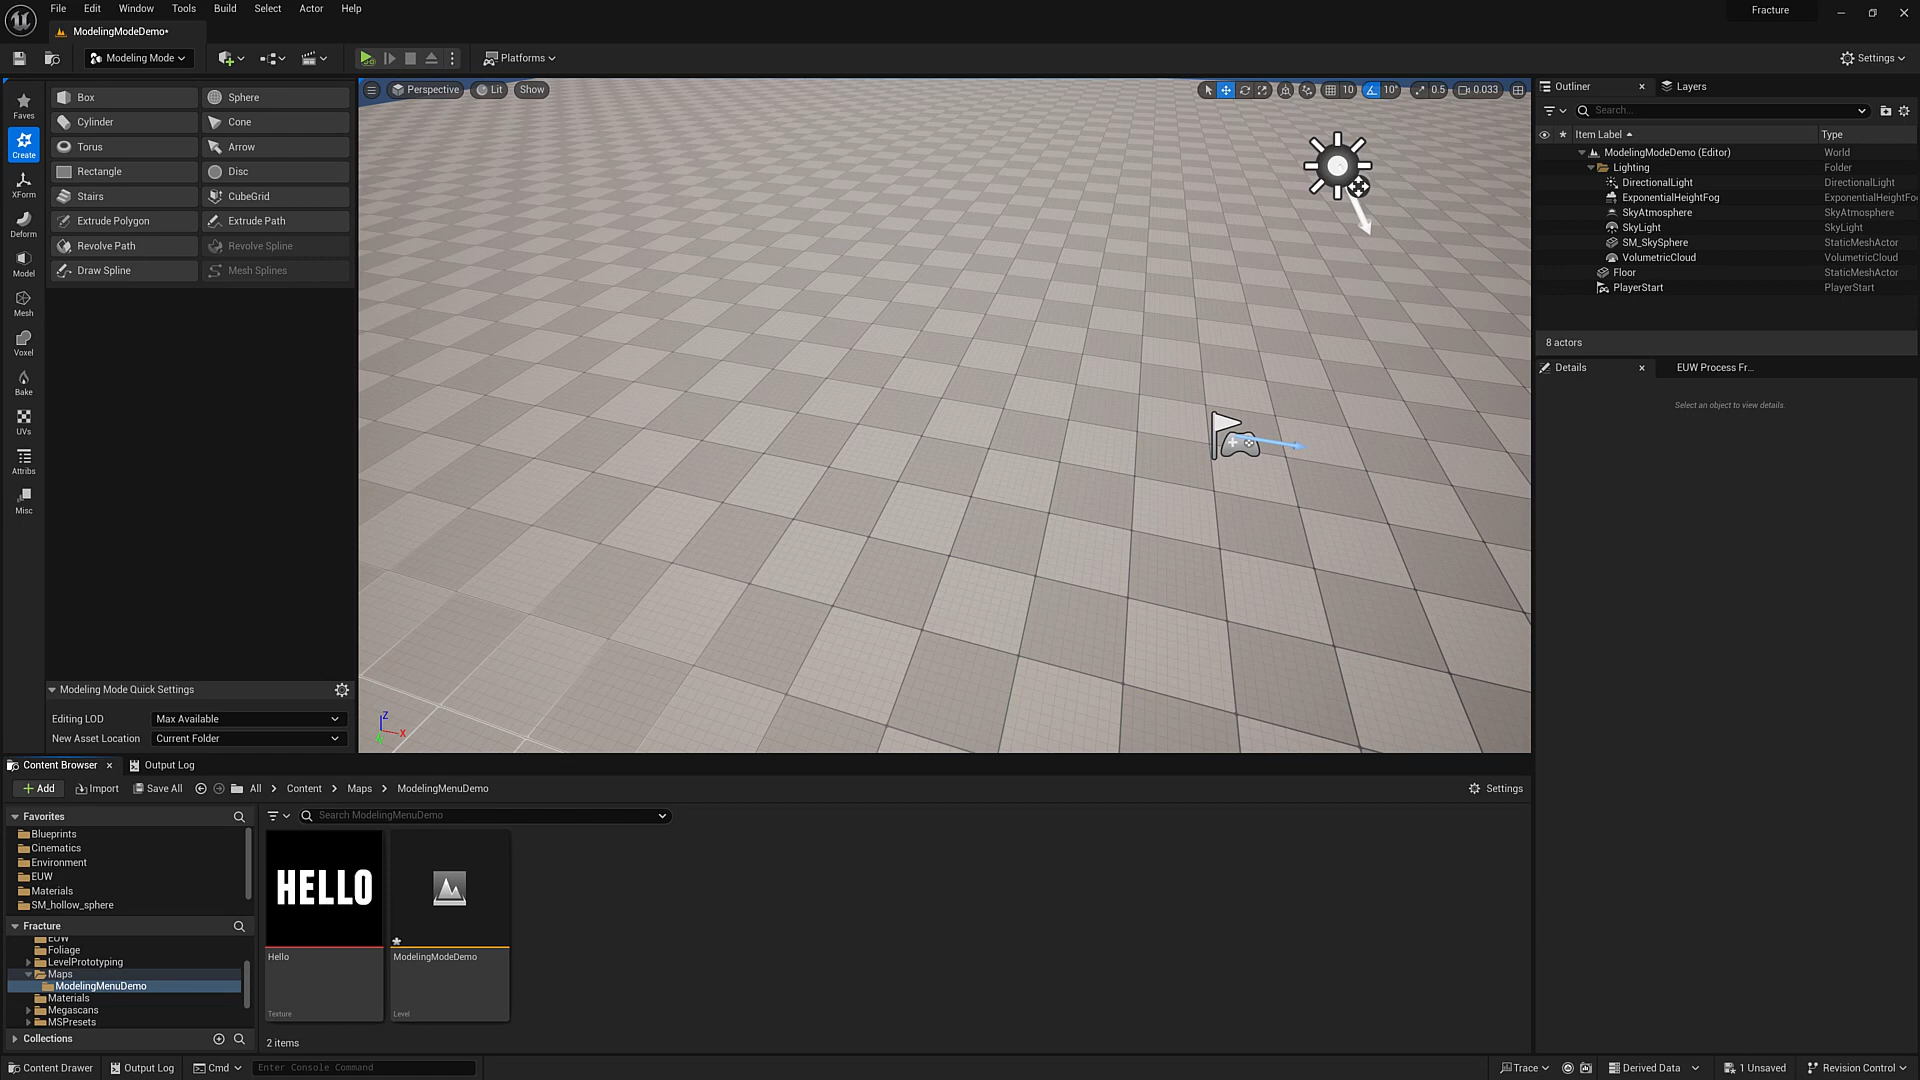 File Edit Window Tools Build Select Actor Help
Fracture
ModelingModeDemo*
Modeling Mode
Platforms
Settings
Faves
Create
XForm
Deform
Model
Mesh
Voxel
Bake
UVs
Attribs
Misc
Box Sphere
Cylinder Cone
Torus Arrow
Rectangle Disc
Stairs CubeGrid
Extrude Polygon Extrude Path
Revolve Path Revolve Spline
Draw Spline Mesh Splines
Modeling Mode Quick Settings
Editing LOD Max Available
New Asset Location Current Folder
Perspective Lit Show
10 10° 0.5 0.033
Z
X
Outliner Layers
Search...
Item Label Type
ModelingModeDemo (Editor) World
Lighting Folder
DirectionalLight DirectionalLight
ExponentialHeightFog ExponentialHeightFo
SkyAtmosphere SkyAtmosphere
SkyLight SkyLight
SM_SkySphere StaticMeshActor
VolumetricCloud VolumetricCloud
Floor StaticMeshActor
PlayerStart PlayerStart
8 actors
Details EUW Process Fr...
Select an object to view details.
Content Browser Output Log
Add Import Save All All Content Maps ModelingMenuDemo Settings
Favorites
Blueprints
Cinematics
Environment
EUW
Materials
SM_hollow_sphere
Fracture
EUW
Foliage
LevelPrototyping
Maps
ModelingMenuDemo
Materials
Megascans
MSPresets
Collections
Search ModelingMenuDemo
HELLO
Hello
Texture
ModelingModeDemo
Level
2 items
Content Drawer Output Log Cmd Enter Console Command Trace Derived Data 1 Unsaved Revision Control